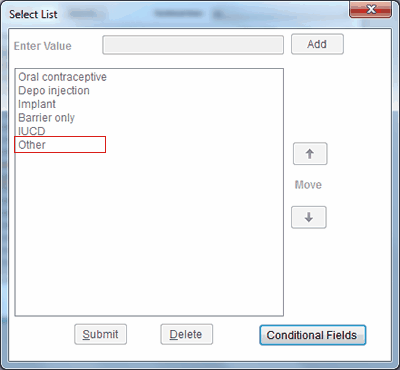 Select List
Enter Value
Add
Oral contraceptive
Depo injection
Implant
Barrier only
IUCD
Other
Move
Submit
Delete
Conditional Fields